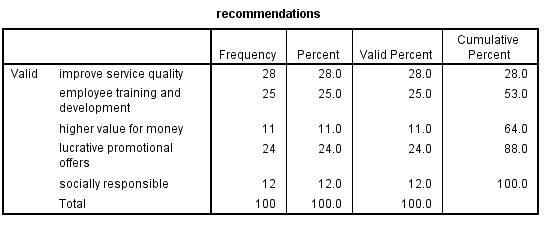 recommendations
Frequency Percent Valid Percent Cumulative Percent
Valid improve service quality 28 28.0 28.0 28.0
employee training and development 25 25.0 25.0 53.0
higher value for money 11 11.0 11.0 64.0
lucrative promotional offers 24 24.0 24.0 88.0
socially responsible 12 12.0 12.0 100.0
Total 100 100.0 100.0